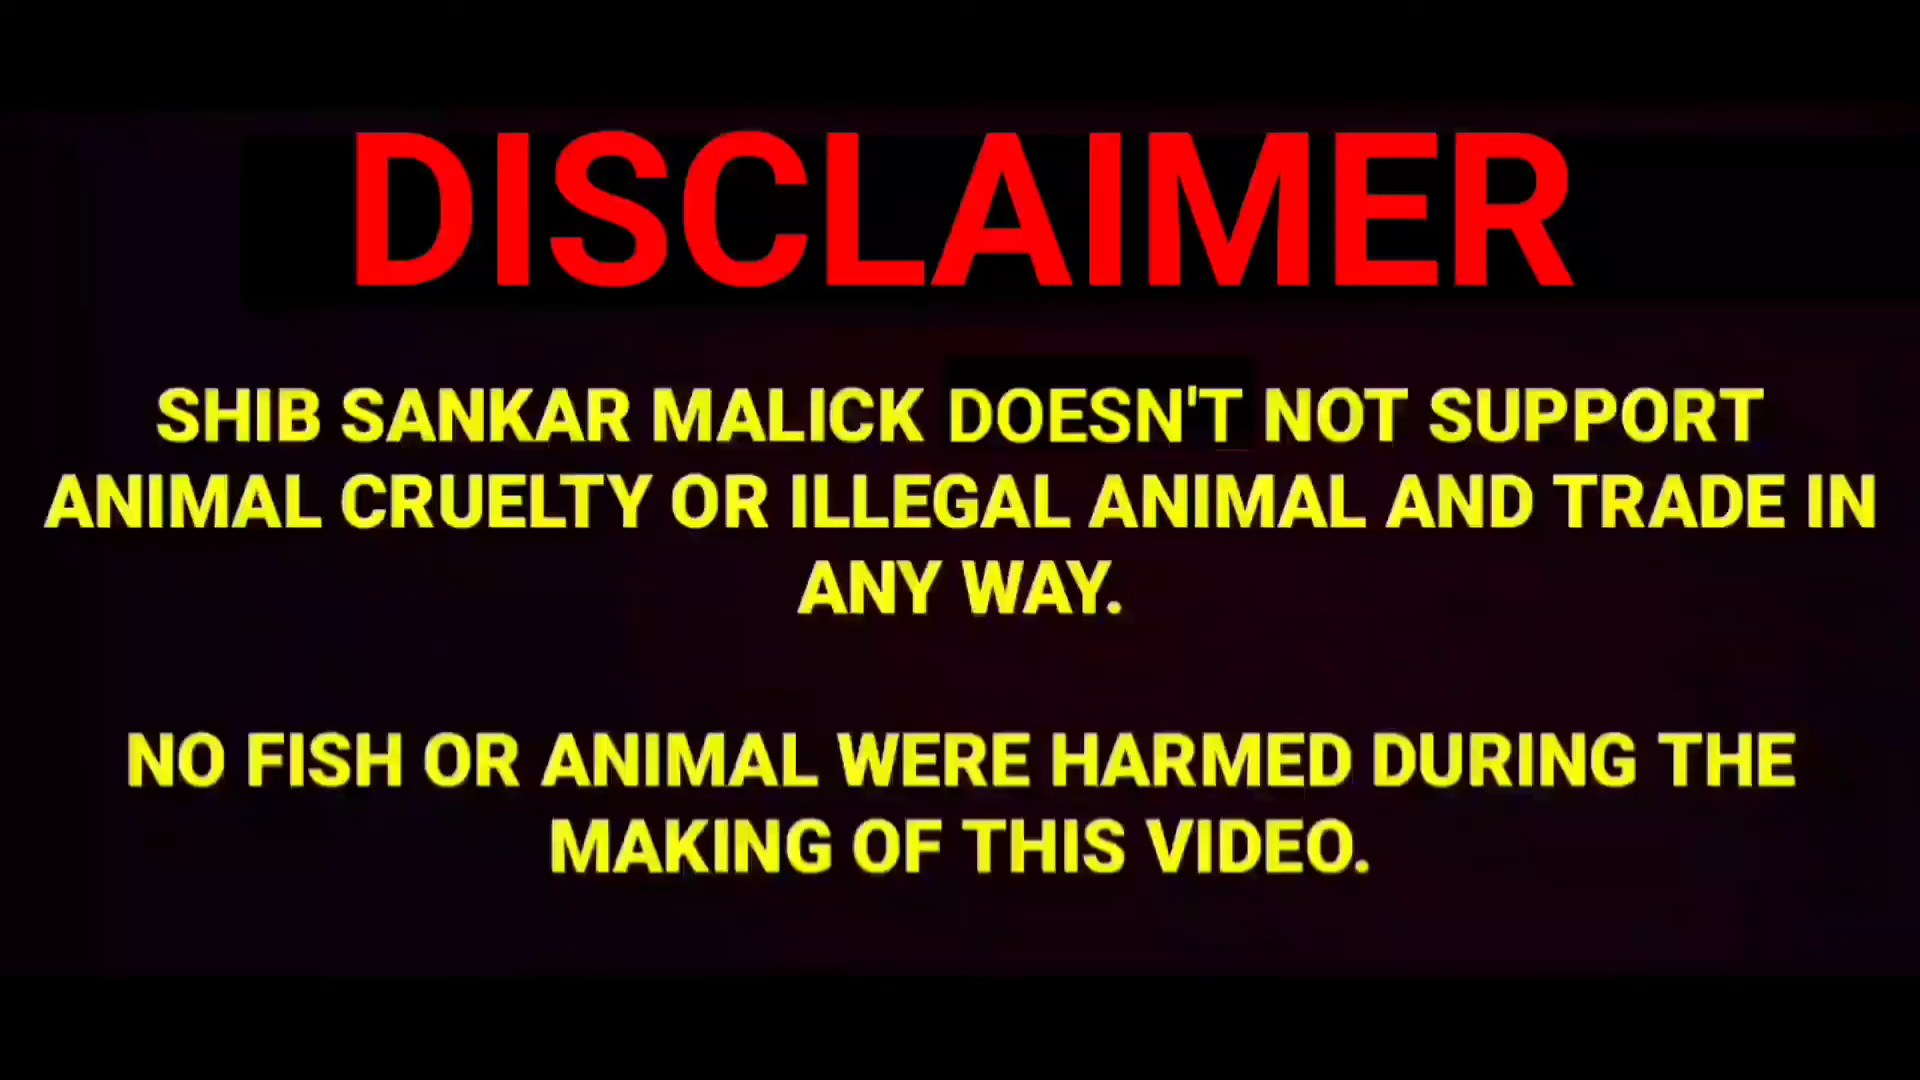 DISCLAIMER
SHIB SANKAR MALICK DOESN'T NOT SUPPORT
ANIMAL CRUELTY OR ILLEGAL ANIMAL AND TRADE IN
ANY WAY.
NO FISH OR ANIMAL WERE HARMED DURING THE
MAKING OF THIS VIDEO.